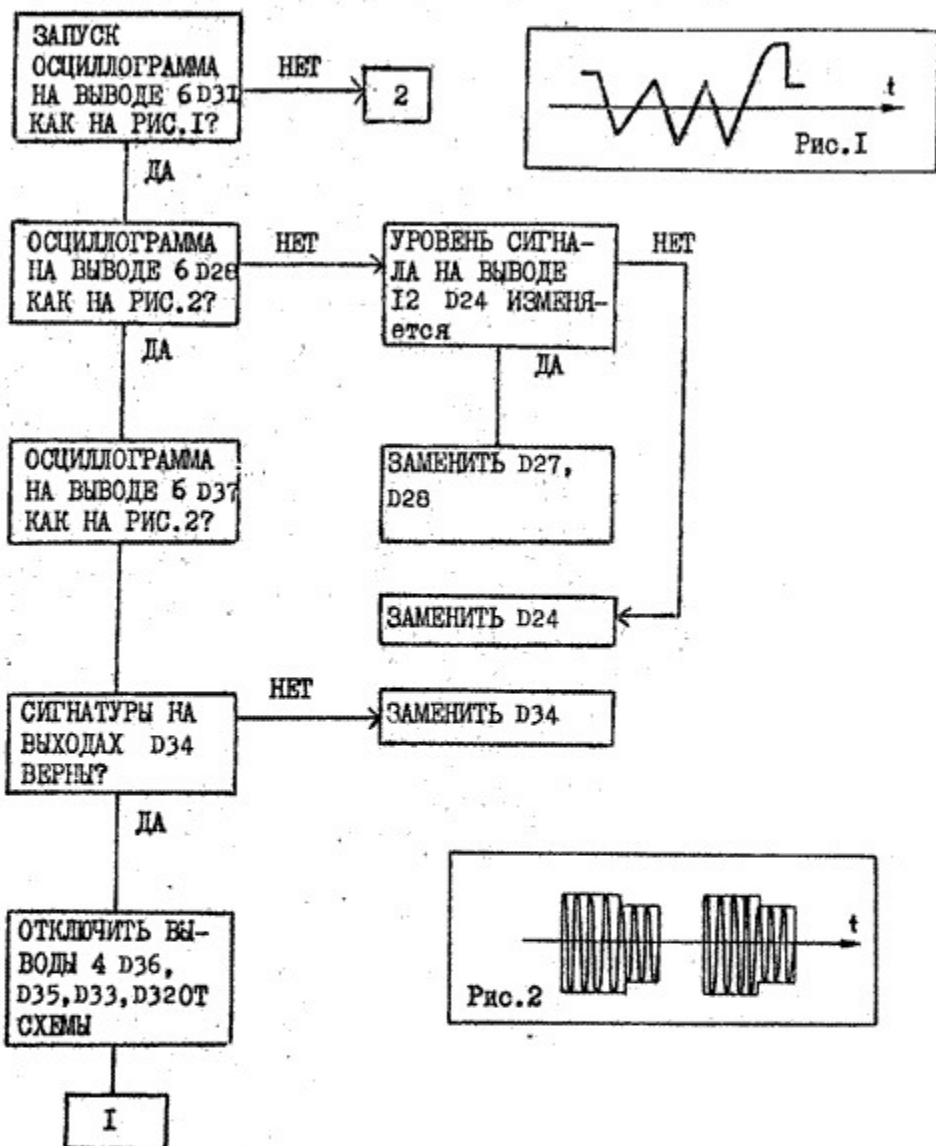 ЗАПУСК
ОСЦИЛЛОГРАММА
НА ВЫВОДЕ 6 D31
КАК НА РИС.I?
НЕТ
2
t
Рис.I
ДА
ОСЦИЛЛОГРАММА
НА ВЫВОДЕ 6 D28
КАК НА РИС.2?
НЕТ
УРОВЕНЬ СИГНА-
ЛА НА ВЫВОДЕ
I2 D24 ИЗМЕНЯ-
ется
НЕТ
ДА
ДА
ОСЦИЛЛОГРАММА
НА ВЫВОДЕ 6 D37
КАК НА РИС.2?
ЗАМЕНИТЬ D27,
D28
ЗАМЕНИТЬ D24
СИГНАТУРЫ НА
ВЫХОДАХ D34
ВЕРНЫ?
НЕТ
ЗАМЕНИТЬ D34
ДА
ОТКЛЮЧИТЬ ВЫ-
ВОДЫ 4 D36,
D35,D33,D32ОТ
СХЕМЫ
t
Рис.2
I